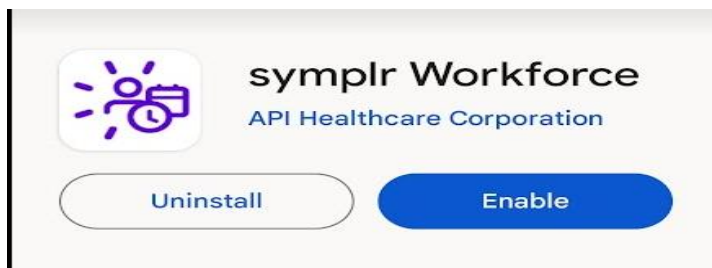 symplr Workforce
API Healthcare Corporation
Uninstall
Enable